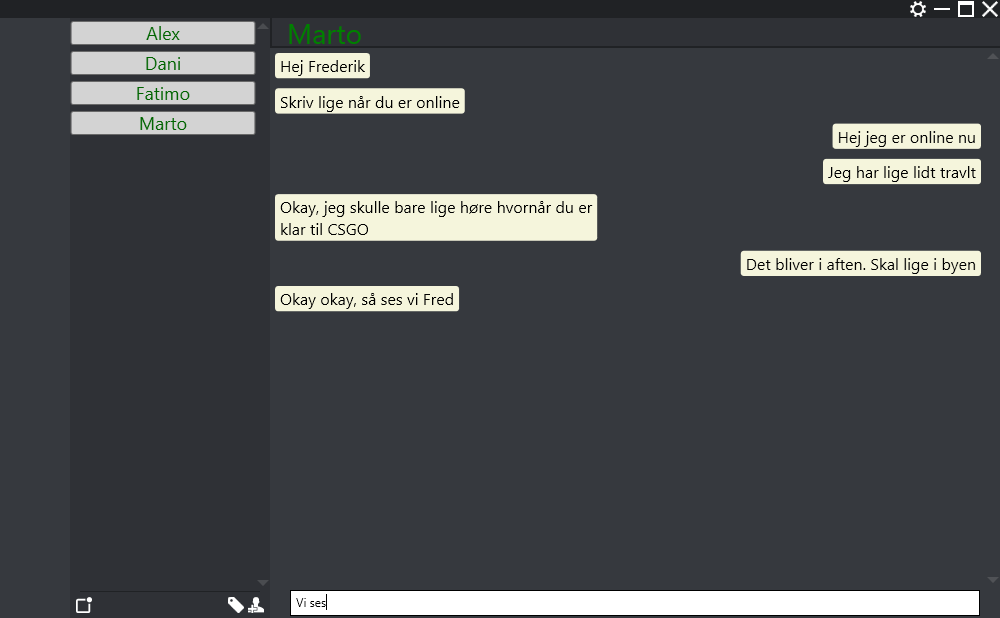 Alex
Dani
Fatimo
Marto
Marto
Hej Frederik
Skriv lige når du er online
Hej jeg er online nu
Jeg har lige lidt travlt
Okay, jeg skulle bare lige høre hvornår du er
klar til CSGO
Det bliver i aften. Skal lige i byen
Okay okay, så ses vi Fred
Vi ses